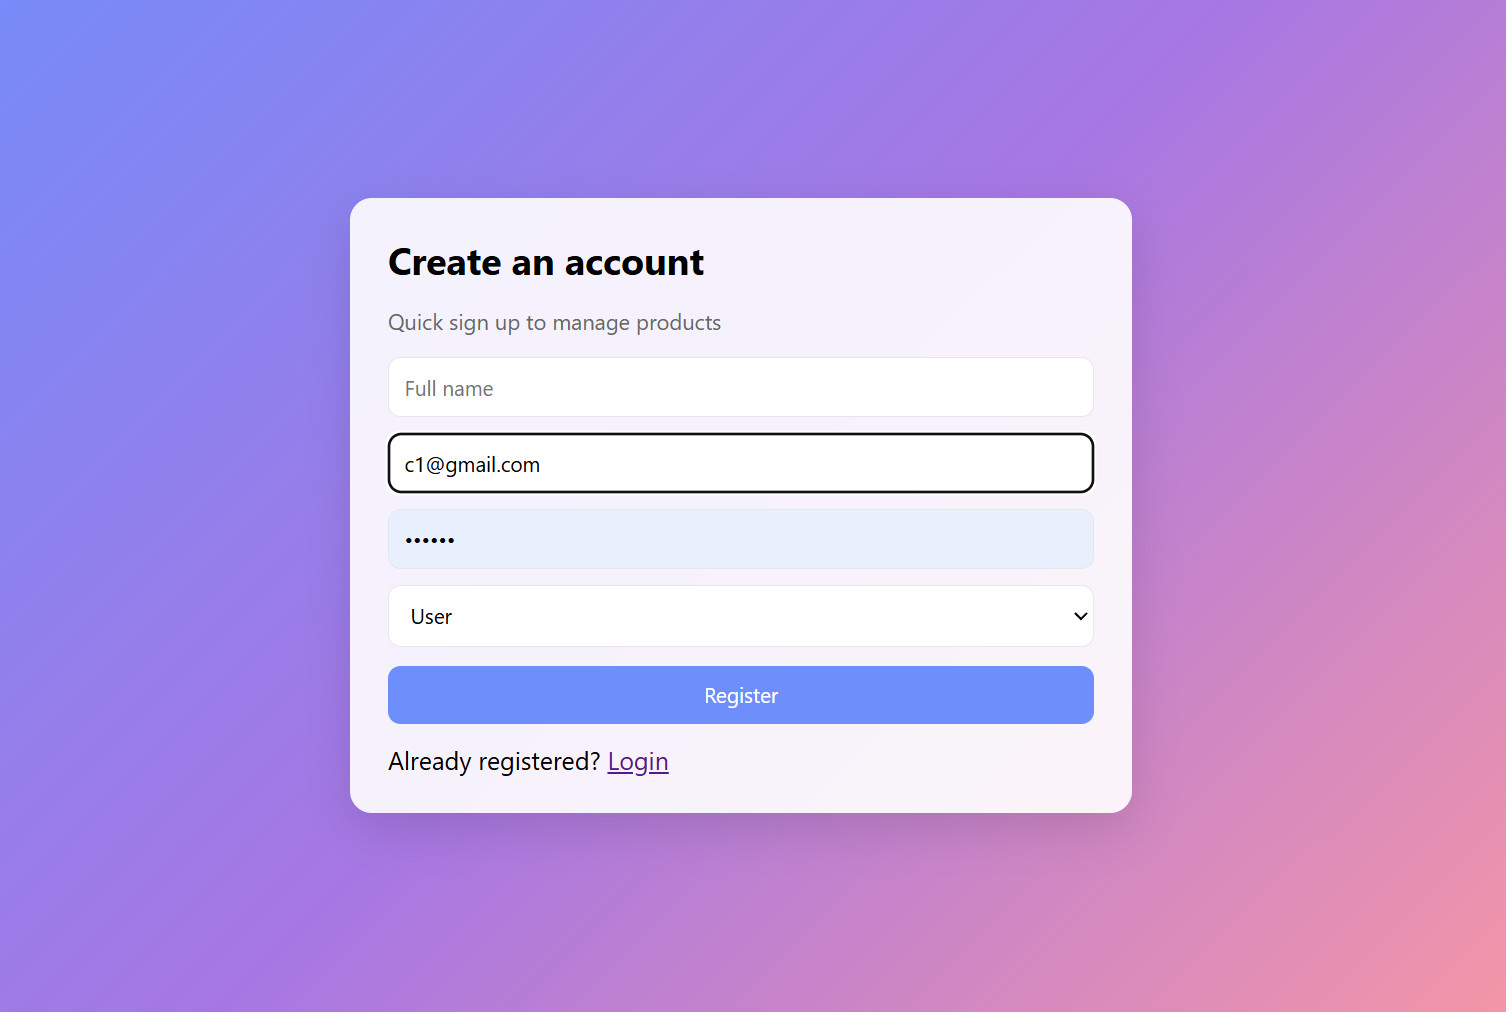 Create an account
Quick sign up to manage products
Full name
c1@gmail.com
••••••
User
Register
Already registered? Login